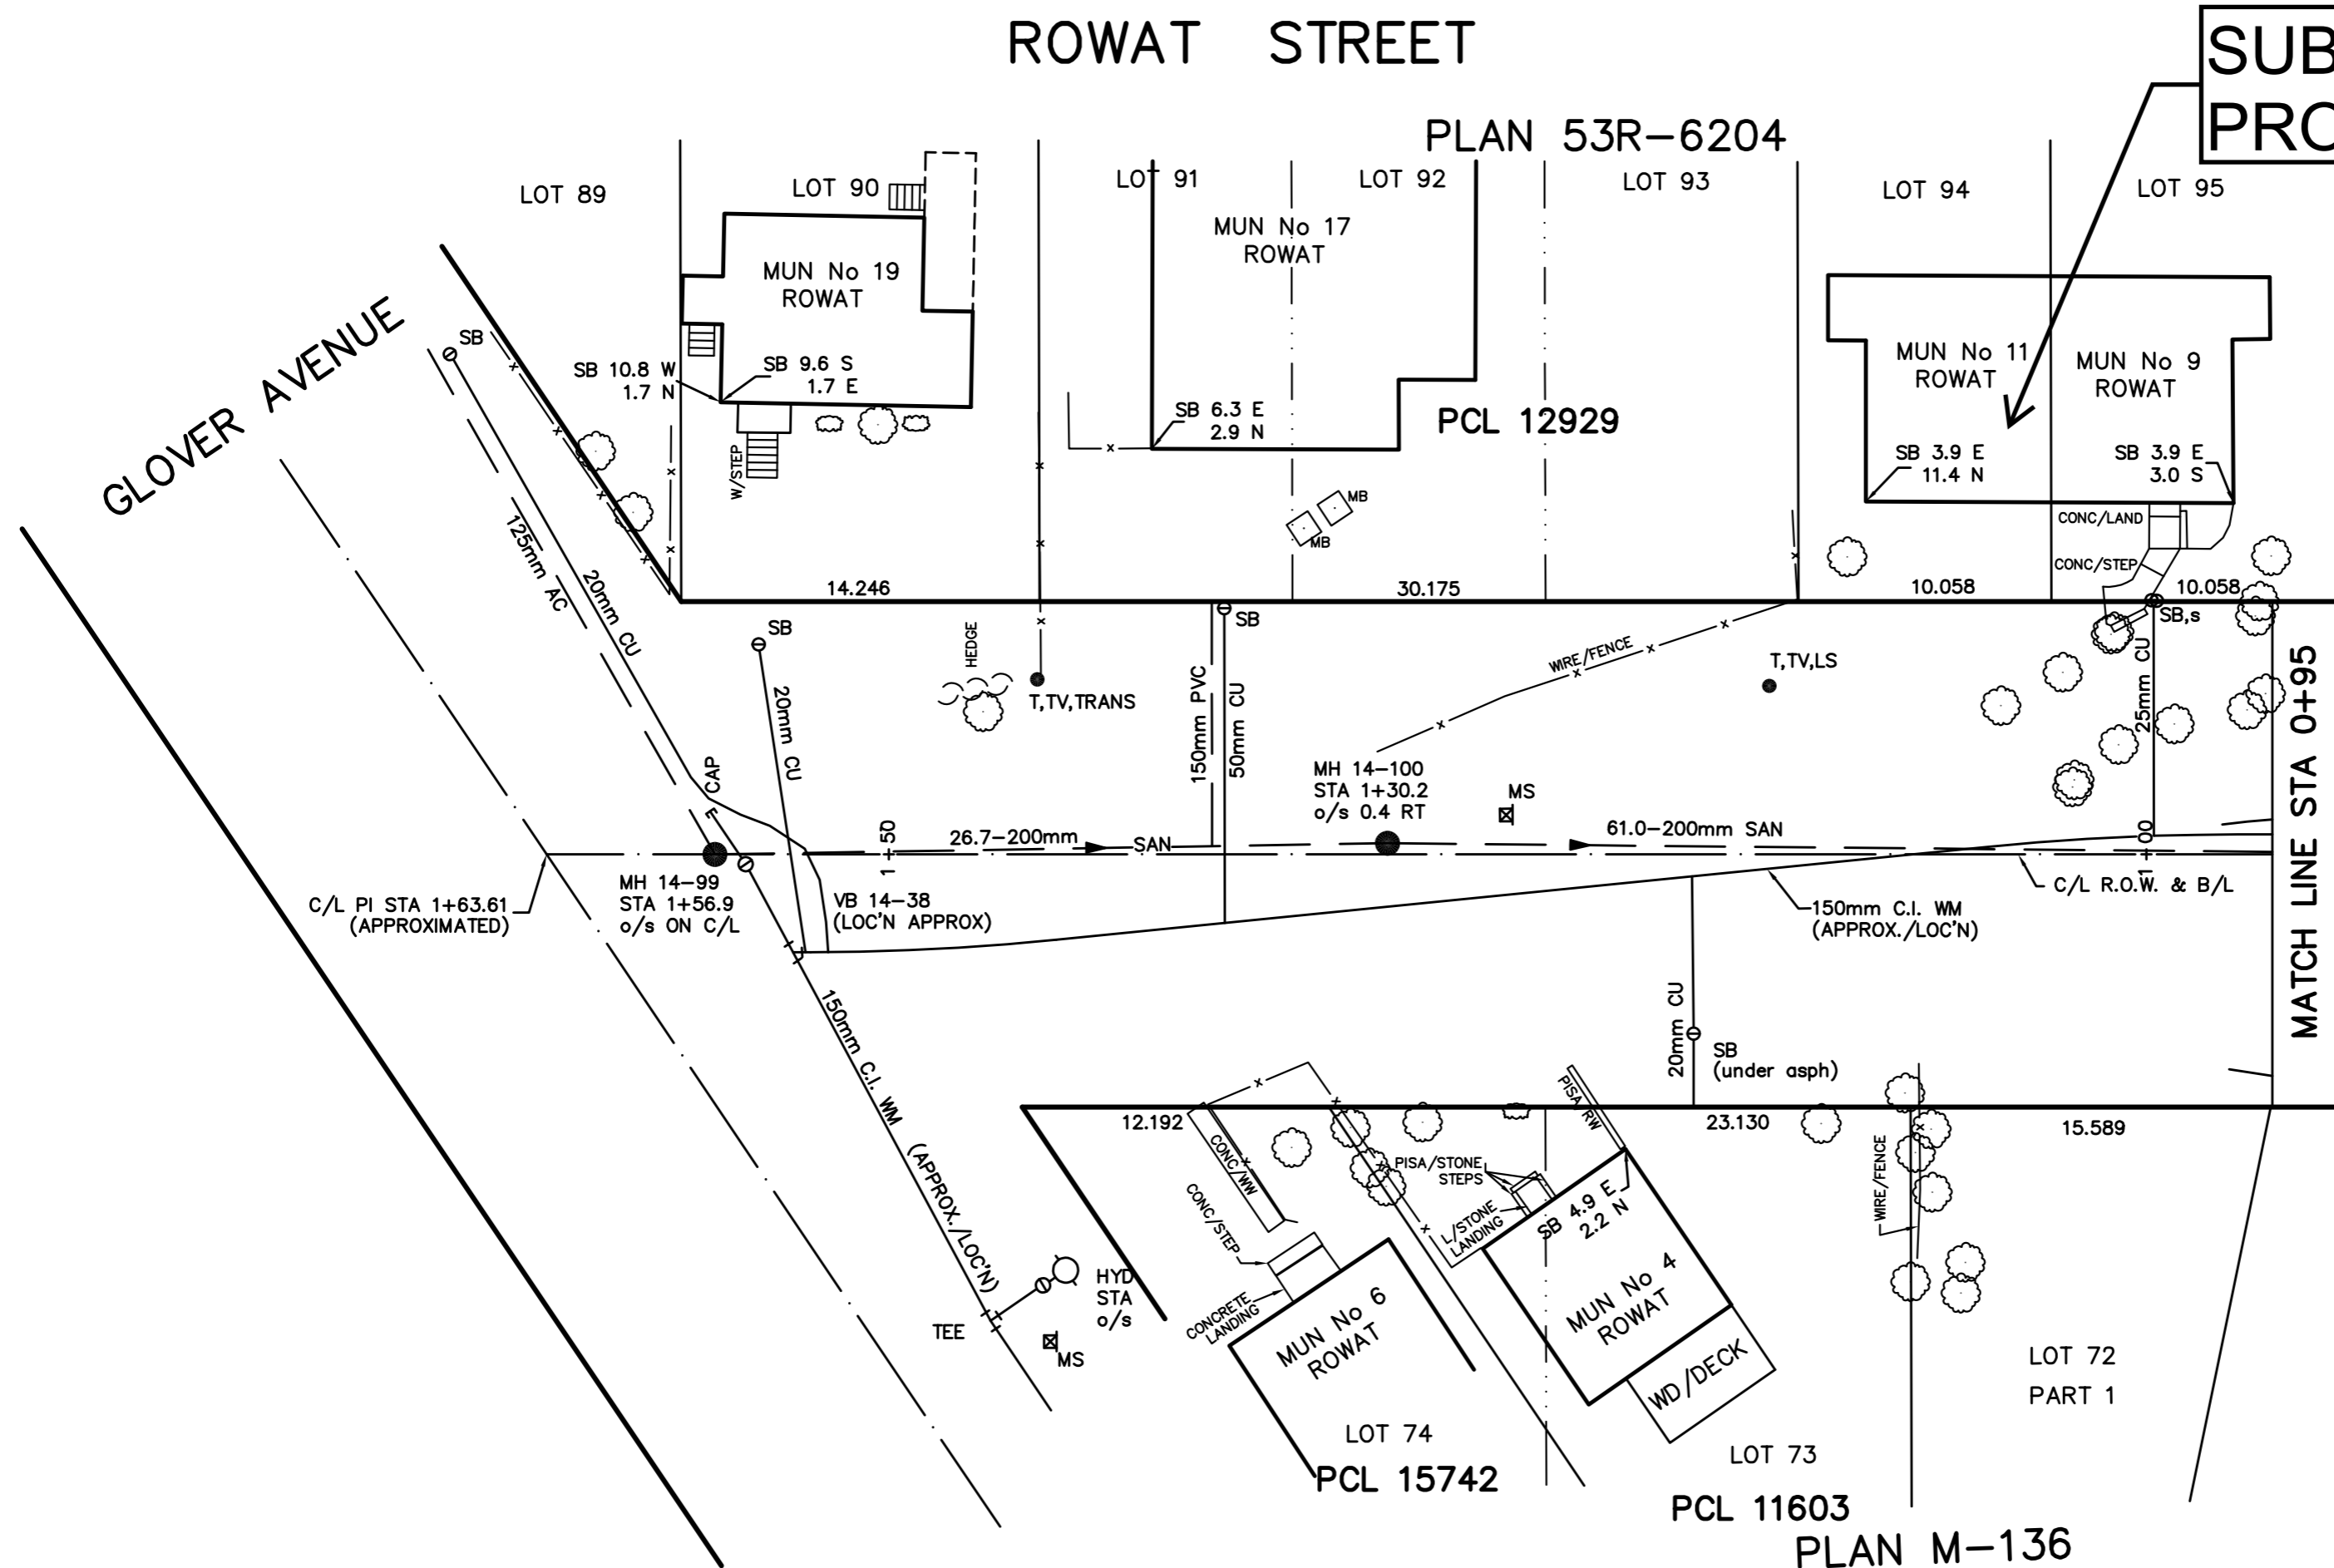 ROWAT STREET
SUB
PRO
PLAN 53R-6204
LOT 89
LOT 90
LOT 91
LOT 92
LOT 93
LOT 94
LOT 95
MUN No 19
ROWAT
MUN No 17
ROWAT
MUN No 11
ROWAT
MUN No 9
ROWAT
GLOVER AVENUE
SB
SB 10.8 W
1.7 N
SB 9.6 S
1.7 E
SB 6.3 E
2.9 N
PCL 12929
SB 3.9 E
11.4 N
SB 3.9 E
3.0 S
W/STEP
MB
MB
CONC/LAND
CONC/STEP
125mm AC
20mm CU
14.246
30.175
10.058
10.058
SB
SB
SB,s
HEDGE
WIRE/FENCE
T,TV,TRANS
T,TV,LS
20mm CU
150mm PVC
50mm CU
25mm CU
MATCH LINE STA 0+95
CAP
MH 14-100
STA 1+30.2
o/s 0.4 RT
MS
1+50
26.7-200mm
SAN
61.0-200mm SAN
1+00
C/L PI STA 1+63.61
(APPROXIMATED)
MH 14-99
STA 1+56.9
o/s ON C/L
VB 14-38
(LOC'N APPROX)
C/L R.O.W. & B/L
150mm C.I. WM
(APPROX./LOC'N)
150mm C.I. WM (APPROX./LOC'N)
20mm CU
SB
(under asph)
12.192
23.130
15.589
PISA/RW
CONC/WW
CONC/STEP
PISA/STONE
STEPS
L/STONE
LANDING
SB 4.9 E
2.2 N
WIRE/FENCE
HYD
STA
o/s
TEE
MS
CONCRETE
LANDING
MUN No 6
ROWAT
MUN No 4
ROWAT
WD/DECK
LOT 72
PART 1
LOT 74
PCL 15742
LOT 73
PCL 11603
PLAN M-136